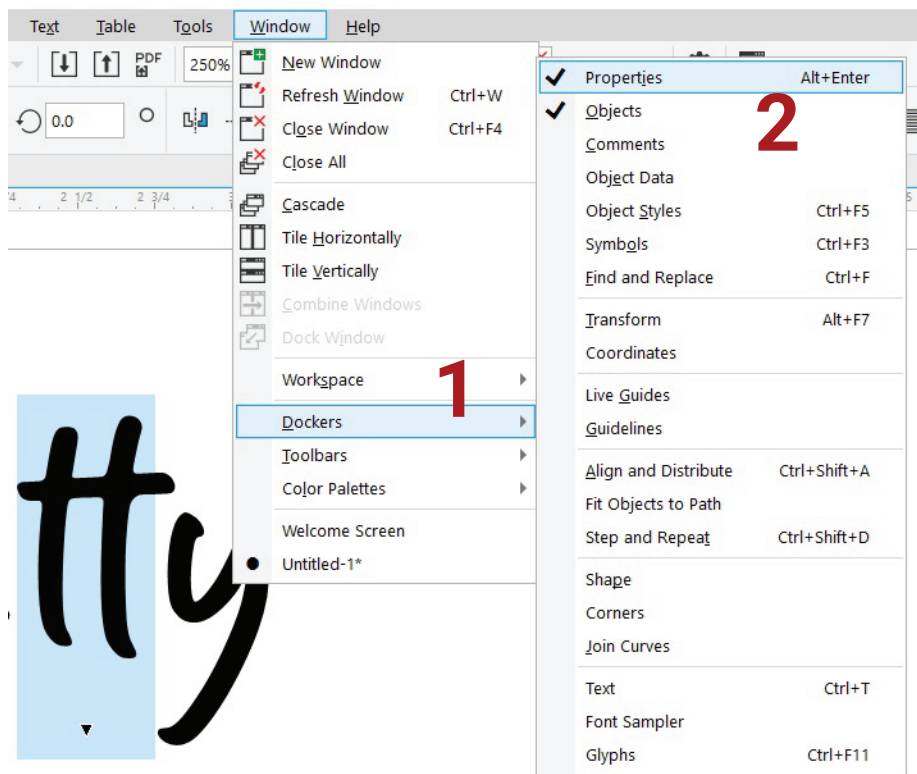 Text Table Tools Window Help
PDF
250%
0.0
2 1/2 2 3/4
New Window
Refresh Window Ctrl+W
Close Window Ctrl+F4
Close All
Cascade
Tile Horizontally
Tile Vertically
Combine Windows
Dock Window
Workspace
1
Dockers
Toolbars
Color Palettes
Welcome Screen
Untitled-1*
Properties Alt+Enter
2
Objects
Comments
Object Data
Object Styles Ctrl+F5
Symbols Ctrl+F3
Find and Replace Ctrl+F
Transform Alt+F7
Coordinates
Live Guides
Guidelines
Align and Distribute Ctrl+Shift+A
Fit Objects to Path
Step and Repeat Ctrl+Shift+D
Shape
Corners
Join Curves
Text Ctrl+T
Font Sampler
Glyphs Ctrl+F11
tty